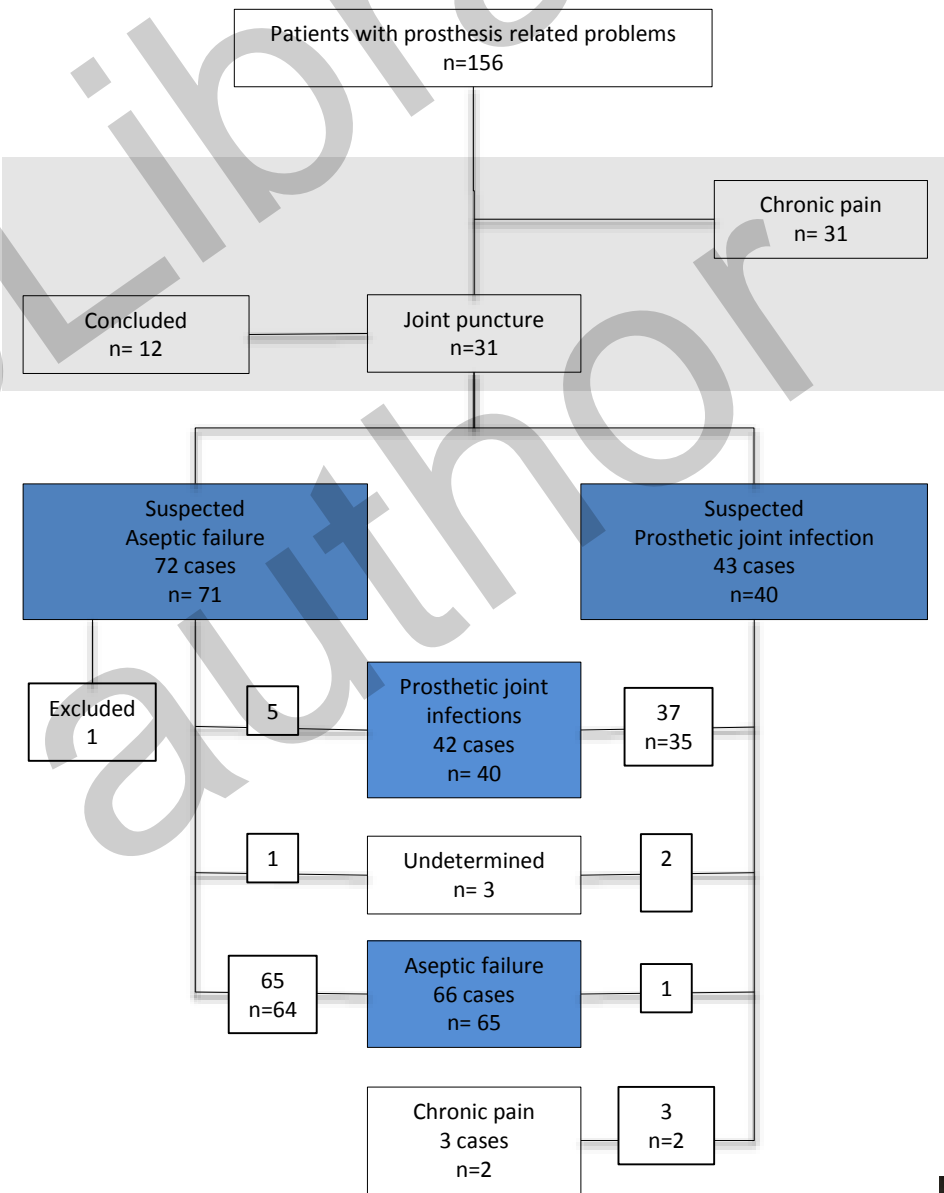 Patients with prosthesis related problems
n=156
Chronic pain
n= 31
Concluded
n= 12
Joint puncture
n=31
Suspected
Aseptic failure
72 cases
n= 71
Suspected
Prosthetic joint infection
43 cases
n=40
Excluded
1
5
Prosthetic joint
infections
42 cases
n= 40
37
n=35
1
Undetermined
n= 3
2
65
n=64
Aseptic failure
66 cases
n= 65
1
Chronic pain
3 cases
n=2
3
n=2
Libra
author